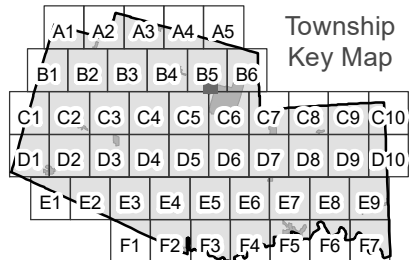 Township
Key Map
A1 A2 A3 A4 A5
B1 B2 B3 B4 B5 B6
C1 C2 C3 C4 C5 C6 C7 C8 C9 C10
D1 D2 D3 D4 D5 D6 D7 D8 D9 D10
E1 E2 E3 E4 E5 E6 E7 E8 E9
F1 F2 F3 F4 F5 F6 F7